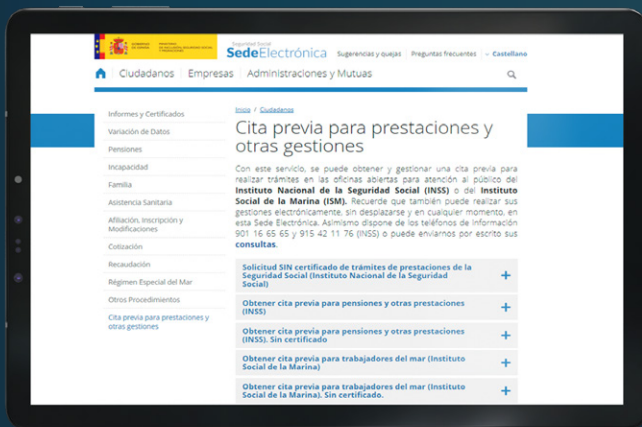 GOBIERNO
DE ESPAÑA
MINISTERIO
DE INCLUSIÓN, SEGURIDAD SOCIAL
Y MIGRACIONES
Seguridad Social
SedeElectrónica
Sugerencias y quejas
Preguntas frecuentes
Castellano
Ciudadanos
Empresas
Administraciones y Mutuas
Informes y Certificados
Variación de Datos
Pensiones
Incapacidad
Familia
Asistencia Sanitaria
Afiliación, Inscripción y
Modificaciones
Cotización
Recaudación
Régimen Especial del Mar
Otros Procedimientos
Cita previa para prestaciones y
otras gestiones
Inicio / Ciudadanos
Cita previa para prestaciones y
otras gestiones
Con este servicio, se puede obtener y gestionar una cita previa para
realizar trámites en las oficinas abiertas para atención al público del
Instituto Nacional de la Seguridad Social (INSS) o del Instituto
Social de la Marina (ISM). Recuerde que también puede realizar sus
gestiones electrónicamente, sin desplazarse y en cualquier momento, en
esta Sede Electrónica. Asimismo dispone de los teléfonos de información
901 16 65 65 y 915 42 11 76 (INSS) o puede enviarnos por escrito sus
consultas.
Solicitud SIN certificado de trámites de prestaciones de la
Seguridad Social (Instituto Nacional de la Seguridad
Social)
Obtener cita previa para pensiones y otras prestaciones
(INSS)
Obtener cita previa para pensiones y otras prestaciones
(INSS). Sin certificado
Obtener cita previa para trabajadores del mar (Instituto
Social de la Marina)
Obtener cita previa para trabajadores del mar (Instituto
Social de la Marina). Sin certificado.